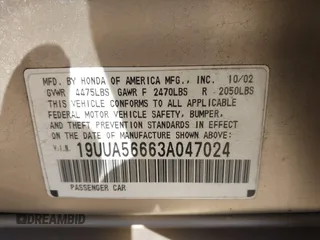 MFD. BY HONDA OF AMERICA MFG., INC. 10/02
GVWR 4475LBS GAWR F 2470LBS R 2050LBS
THIS VEHICLE CONFORMS TO ALL APPLICABLE
FEDERAL MOTOR VEHICLE SAFETY, BUMPER,
AND THEFT PREVENTION STANDARDS IN EFFECT
ON THE DATE OF MANUFACTURE SHOWN ABOVE.
V.I.N. 19UUA56663A047024
PASSENGER CAR
DREAMBID